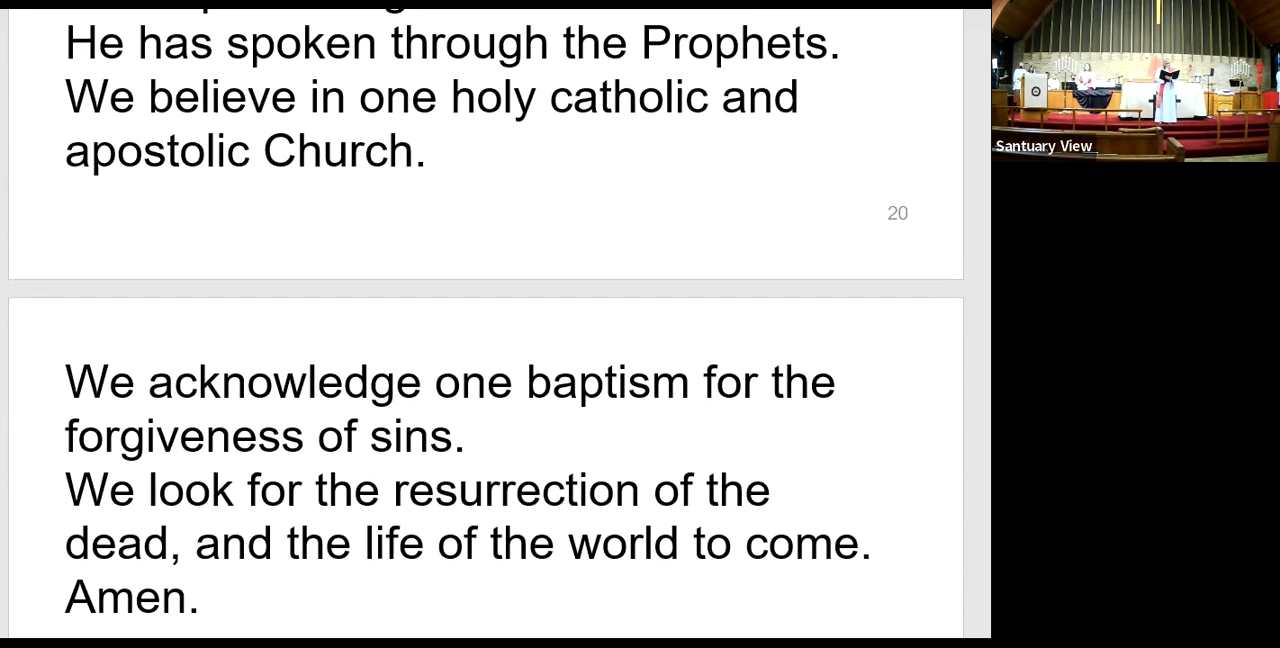 He has spoken through the Prophets.
We believe in one holy catholic and
apostolic Church.
20
We acknowledge one baptism for the
forgiveness of sins.
We look for the resurrection of the
dead, and the life of the world to come.
Amen.
Santuary View